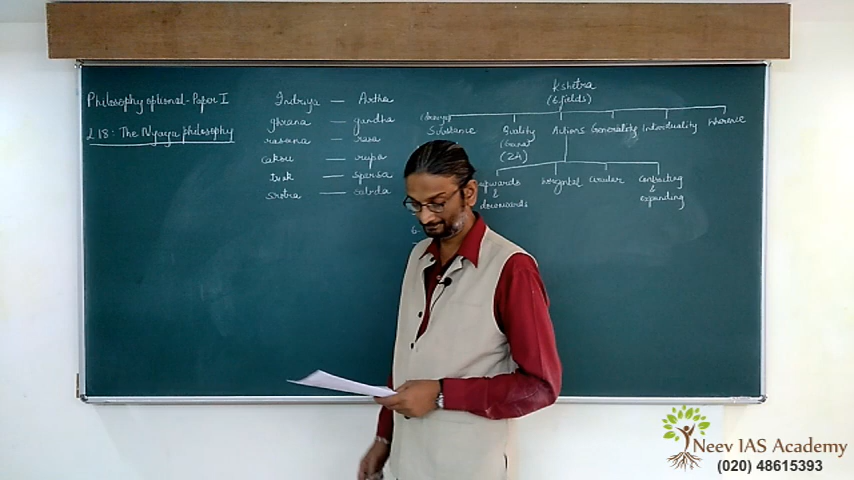 Philosophy optional - Paper I
L18: The Nyaya philosophy
Indriya — Artha
ghrana — gandha
rasana — rasa
caksu — rupa
tvak — sparsa
srotra — sabda
Kshetra
(6 fields)
(dravya)
Substance
Quality
(Guna)
(24)
Actions
Generality
Individuality
Inherence
upwards
&
downwards
horizontal
circular
contracting
&
expanding
Neev IAS Academy
(020) 48615393